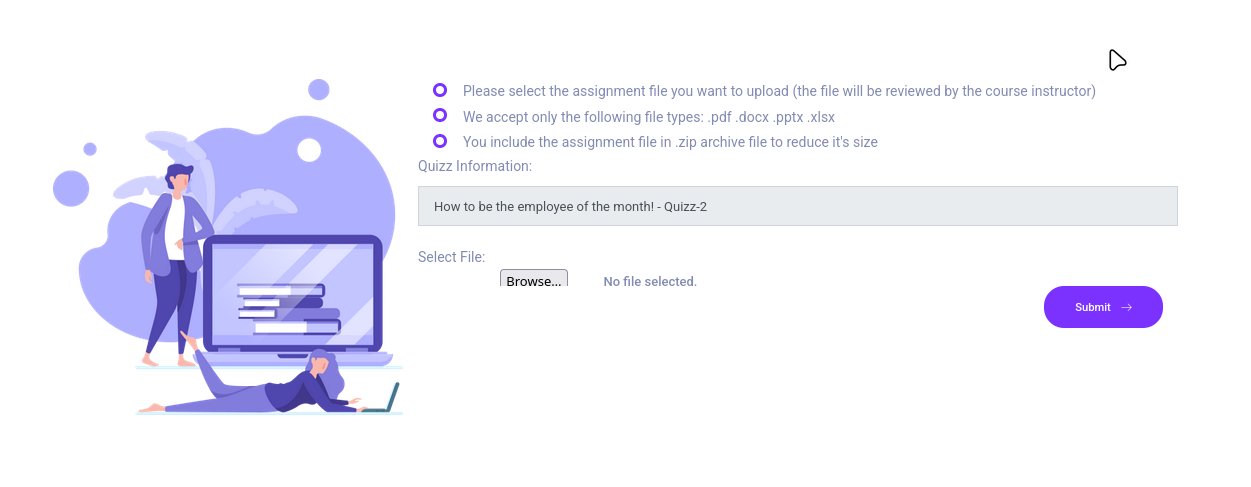 Please select the assignment file you want to upload (the file will be reviewed by the course instructor)
We accept only the following file types: .pdf .docx .pptx .xlsx
You include the assignment file in .zip archive file to reduce it's size
Quizz Information:
How to be the employee of the month! - Quizz-2
Select File:
Browse... No file selected.
Submit